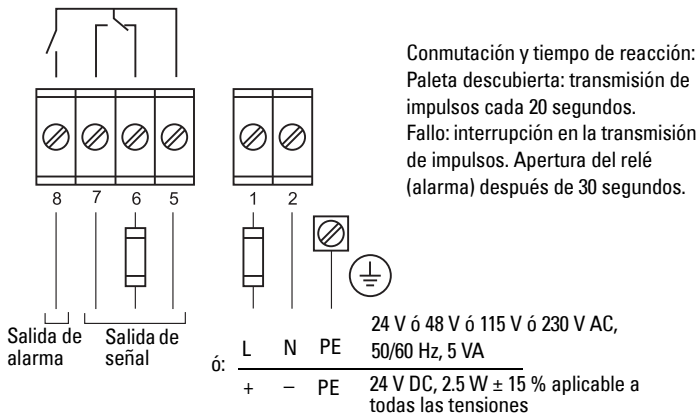 Conmutación y tiempo de reacción:
Paleta descubierta: transmisión de
impulsos cada 20 segundos.
Fallo: interrupción en la transmisión
de impulsos. Apertura del relé
(alarma) después de 30 segundos.
8 7 6 5 1 2
Salida de
alarma
Salida de
señal
ó:
L N PE
24 V ó 48 V ó 115 V ó 230 V AC,
50/60 Hz, 5 VA
+ – PE
24 V DC, 2.5 W ± 15 % aplicable a
todas las tensiones